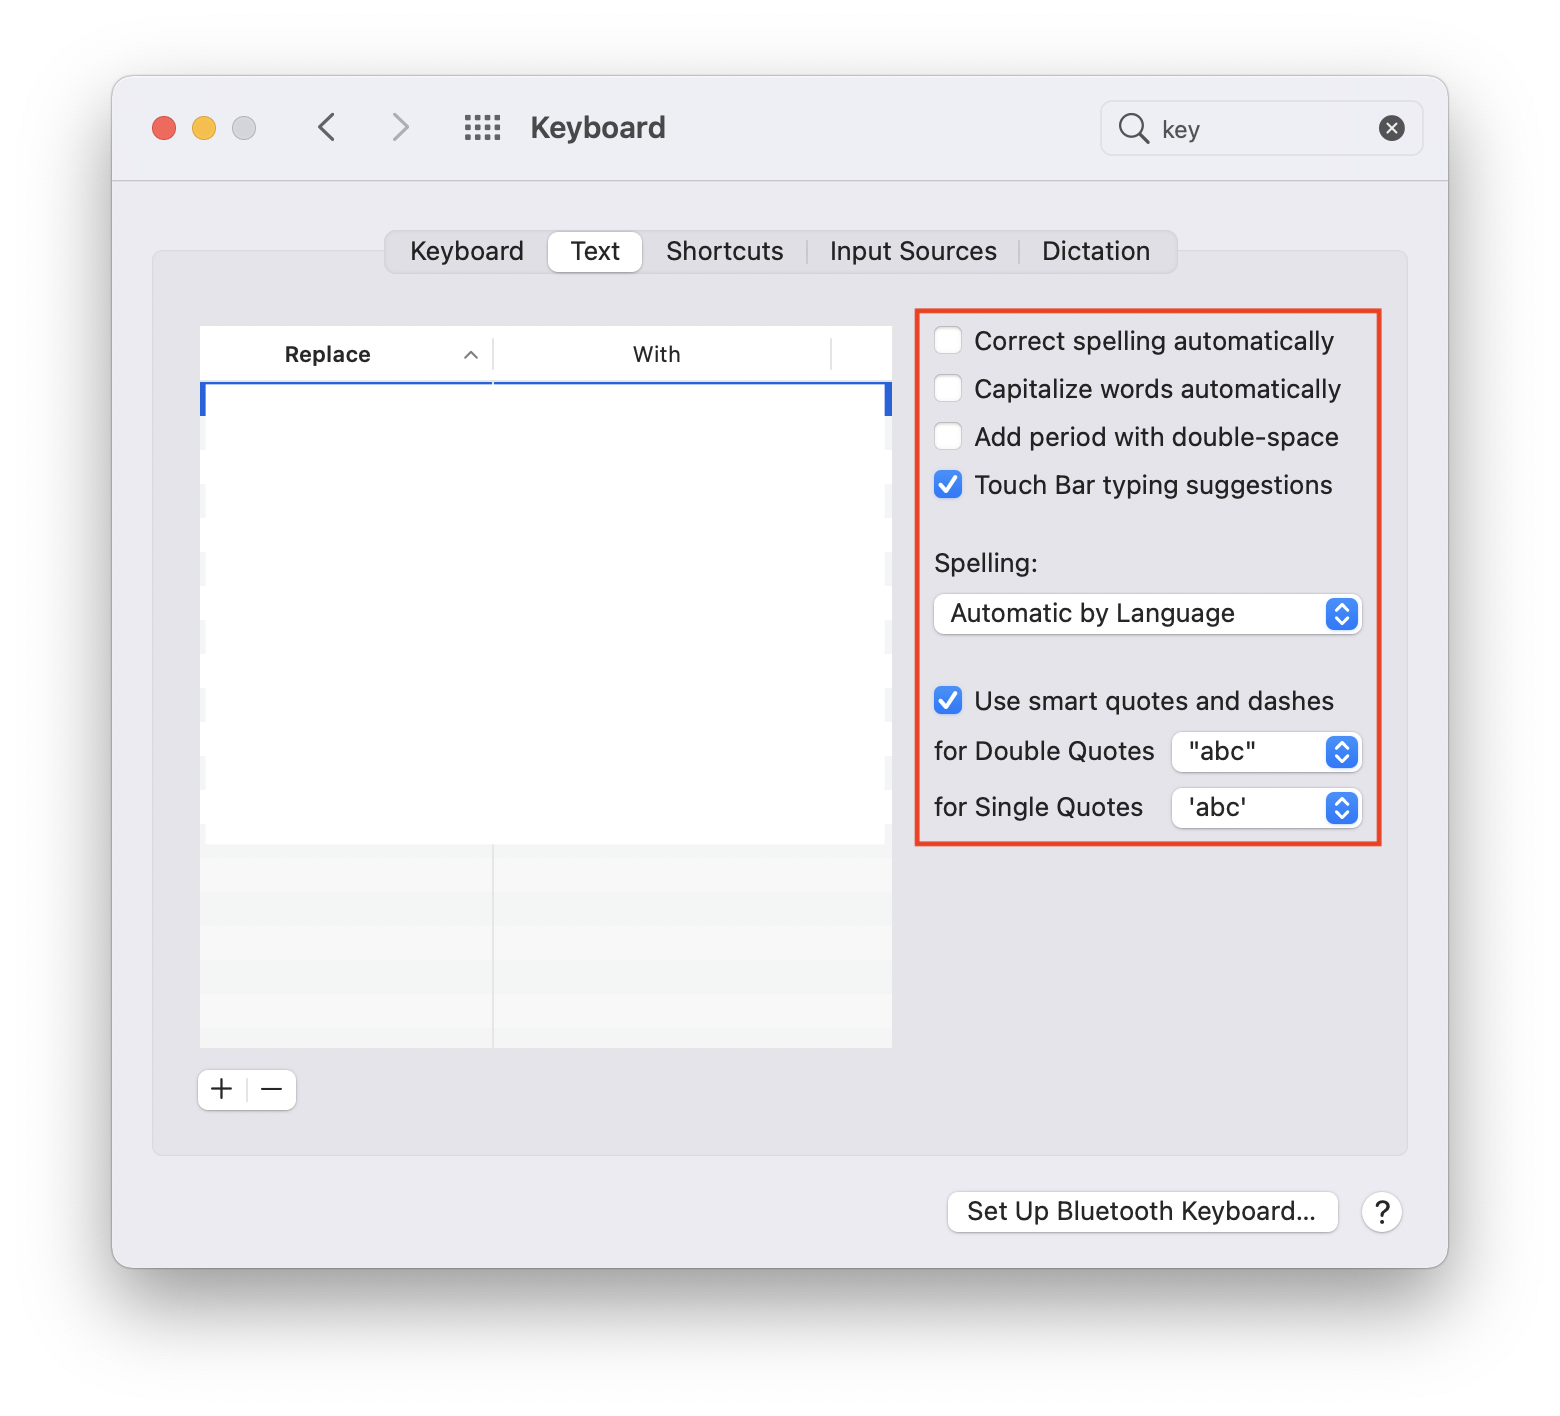 Keyboard
key
Keyboard Text Shortcuts Input Sources Dictation
Replace With
Correct spelling automatically
Capitalize words automatically
Add period with double-space
Touch Bar typing suggestions
Spelling:
Automatic by Language
Use smart quotes and dashes
for Double Quotes "abc"
for Single Quotes 'abc'
+ −
Set Up Bluetooth Keyboard... ?